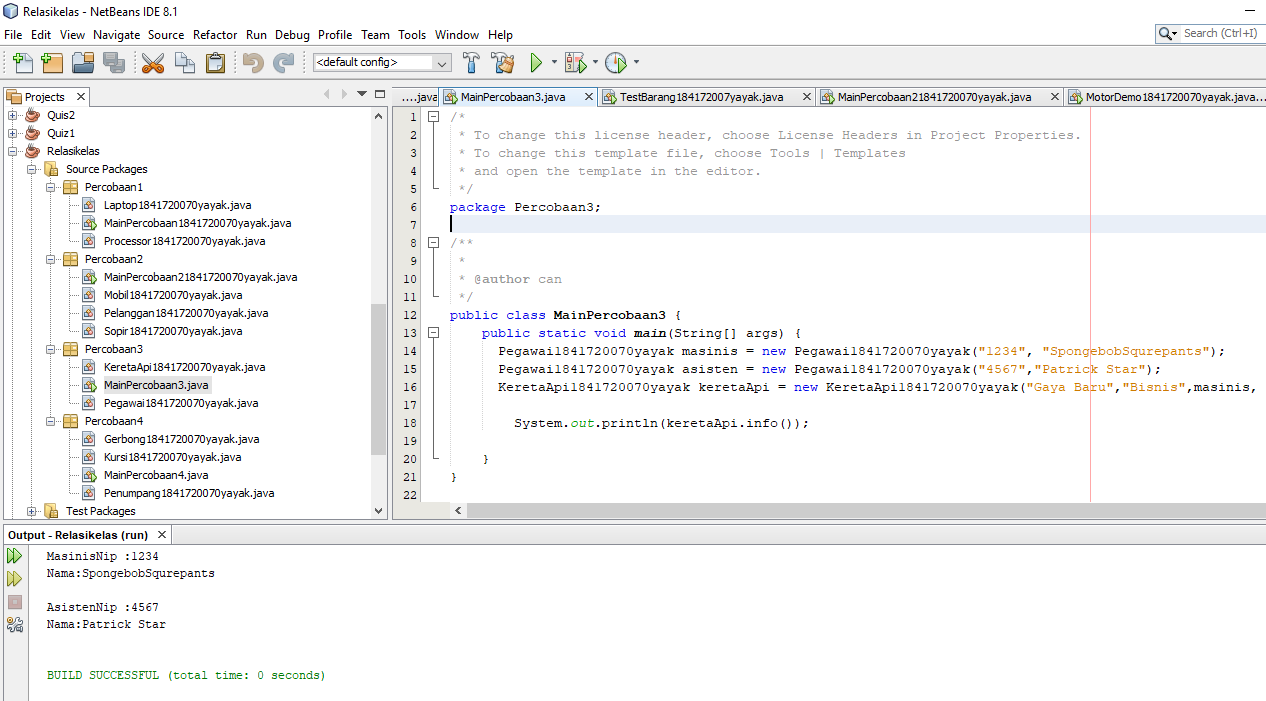 Relasikelas - NetBeans IDE 8.1
File Edit View Navigate Source Refactor Run Debug Profile Team Tools Window Help
Search (Ctrl+I)
<default config>
Projects
Quis2
Quiz1
Relasikelas
Source Packages
Percobaan1
Laptop1841720070yayak.java
MainPercobaan1841720070yayak.java
Processor1841720070yayak.java
Percobaan2
MainPercobaan21841720070yayak.java
Mobil1841720070yayak.java
Pelanggan1841720070yayak.java
Sopir1841720070yayak.java
Percobaan3
KeretaApi1841720070yayak.java
MainPercobaan3.java
Pegawai1841720070yayak.java
Percobaan4
Gerbong1841720070yayak.java
Kursi1841720070yayak.java
MainPercobaan4.java
Penumpang1841720070yayak.java
Test Packages
....java MainPercobaan3.java TestBarang184172007yayak.java MainPercobaan21841720070yayak.java MotorDemo1841720070yayak.java...
1 /*
2 * To change this license header, choose License Headers in Project Properties.
3 * To change this template file, choose Tools | Templates
4 * and open the template in the editor.
5 */
6 package Percobaan3;
7
8 /**
9 *
10 * @author can
11 */
12 public class MainPercobaan3 {
13 public static void main(String[] args) {
14 Pegawai1841720070yayak masinis = new Pegawai1841720070yayak("1234", "SpongebobSqurepants");
15 Pegawai1841720070yayak asisten = new Pegawai1841720070yayak("4567","Patrick Star");
16 KeretaApi1841720070yayak keretaApi = new KeretaApi1841720070yayak("Gaya Baru","Bisnis",masinis,
17
18 System.out.println(keretaApi.info());
19
20 }
21 }
22
Output - Relasikelas (run)
MasinisNip :1234
Nama:SpongebobSqurepants
AsistenNip :4567
Nama:Patrick Star
BUILD SUCCESSFUL (total time: 0 seconds)